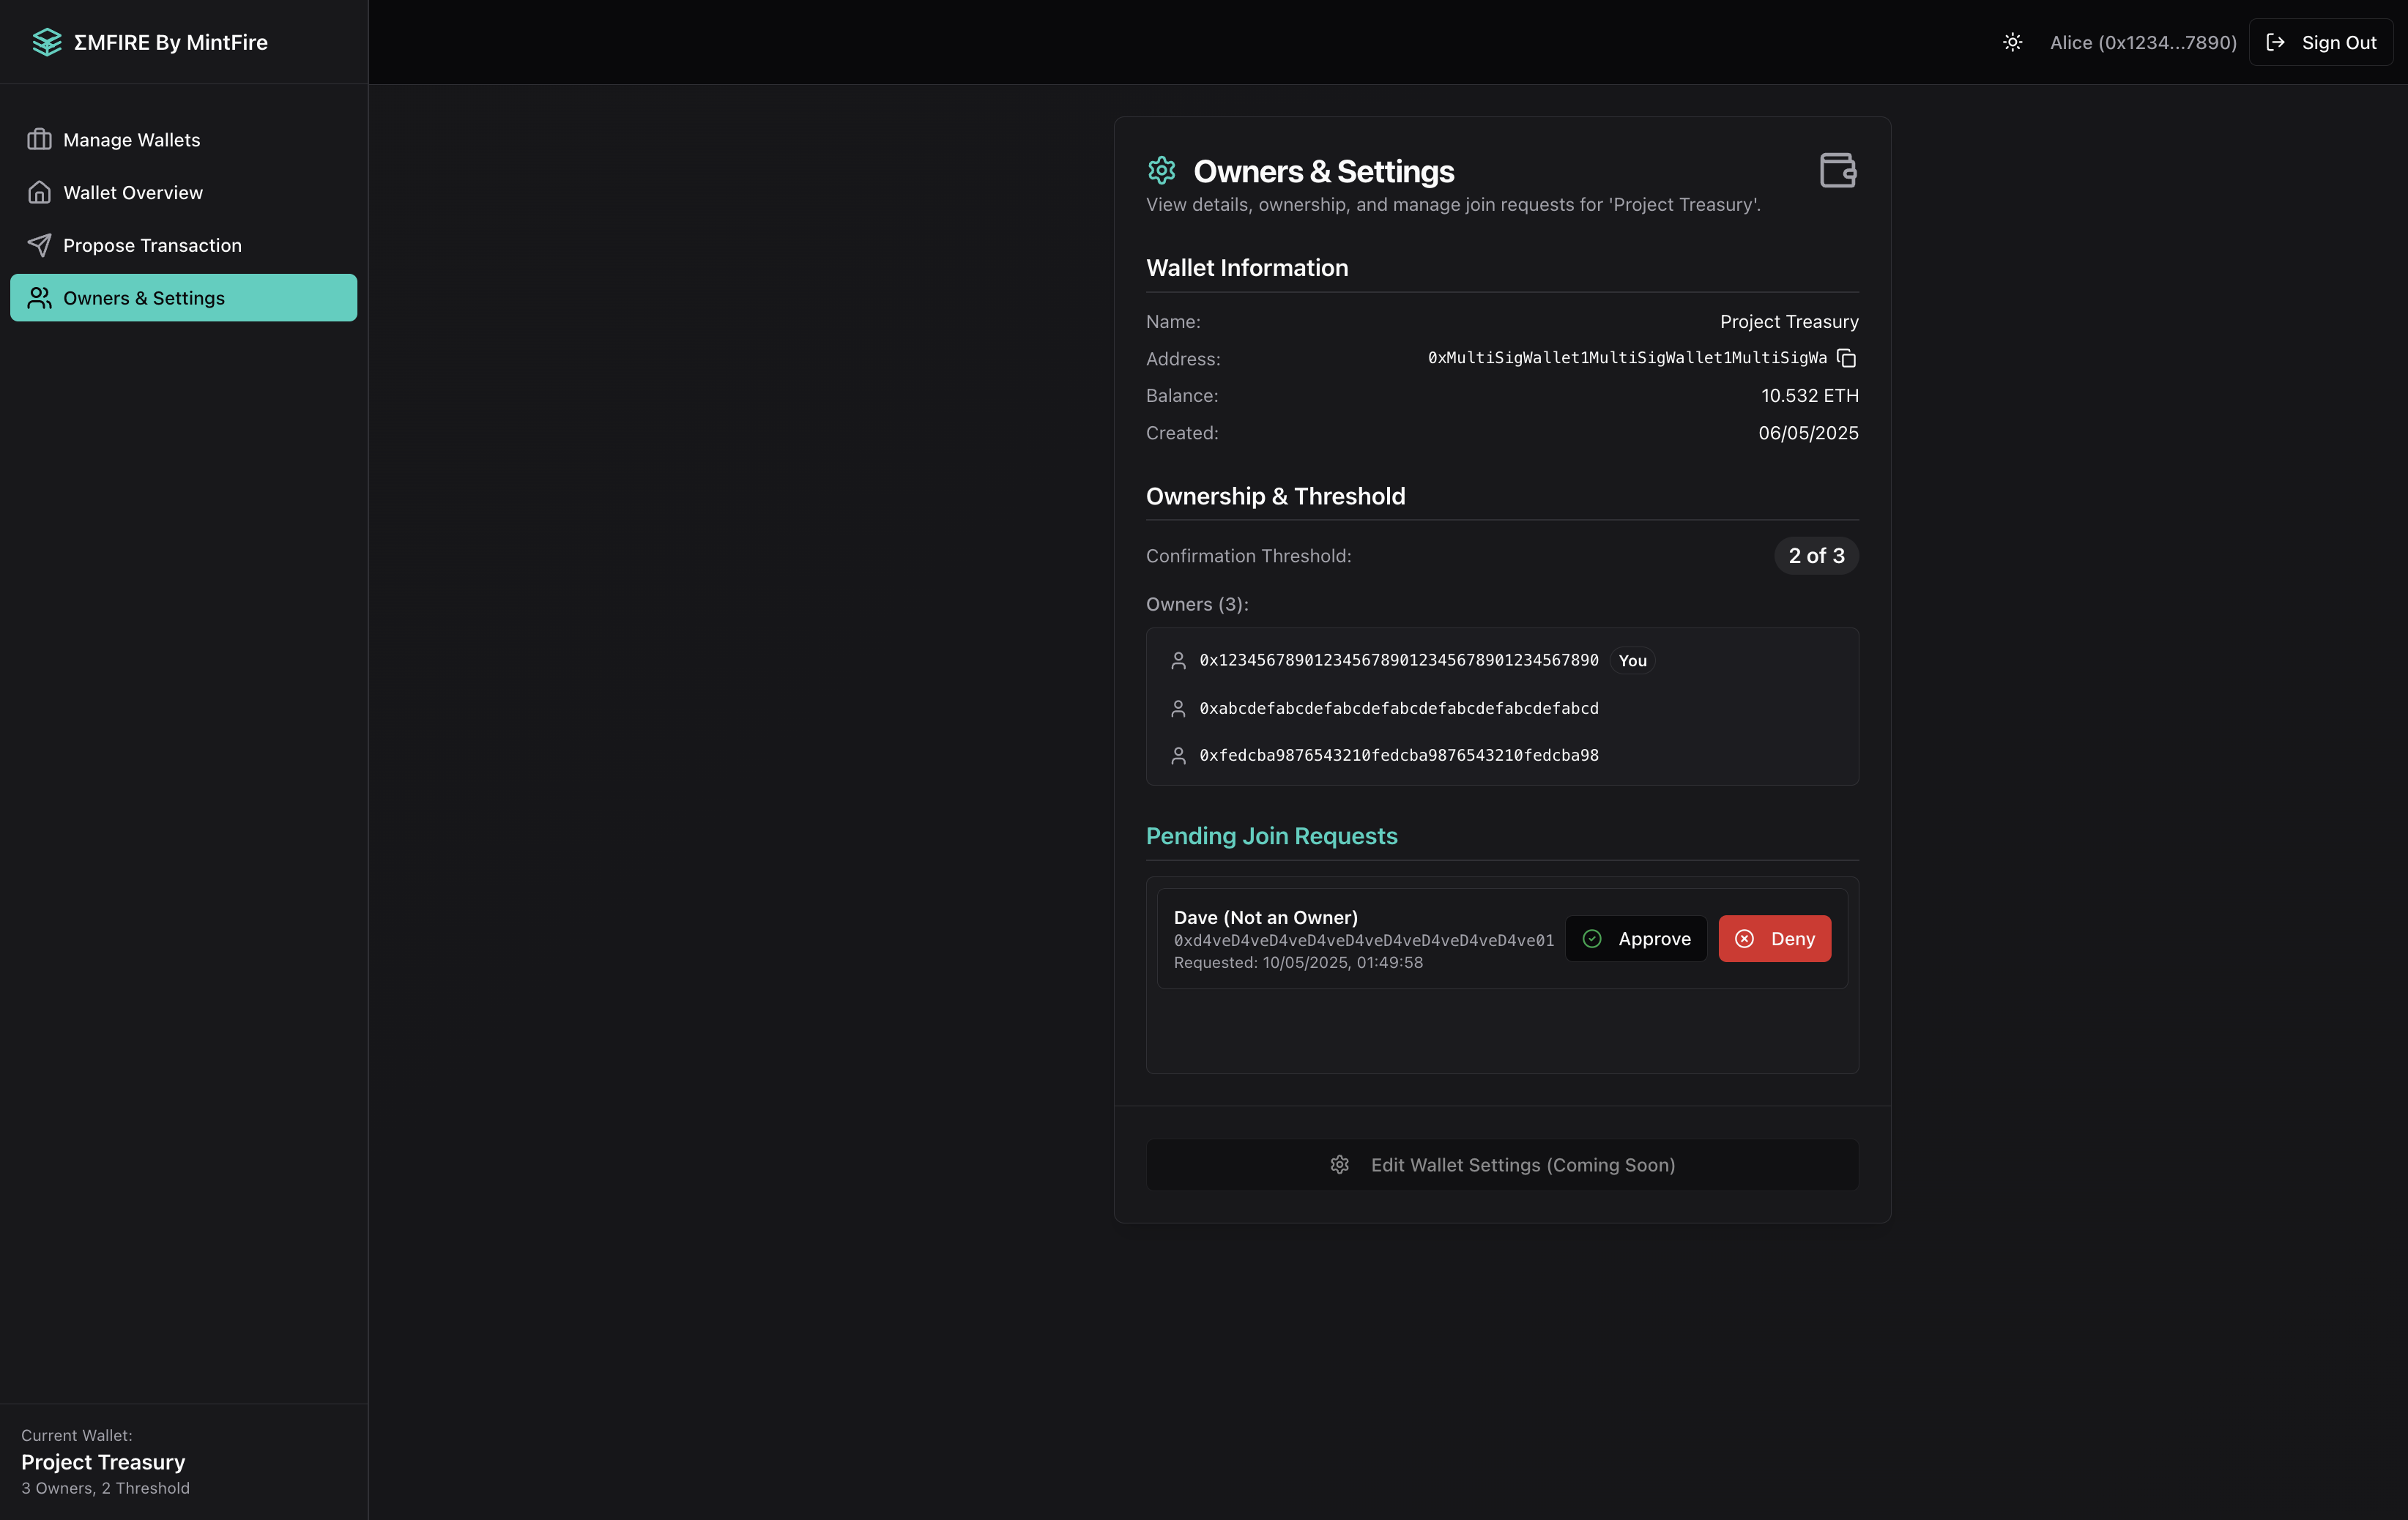 ΣMFIRE By MintFire
Alice (0x1234...7890)
Sign Out
Manage Wallets
Wallet Overview
Propose Transaction
Owners & Settings
Owners & Settings
View details, ownership, and manage join requests for 'Project Treasury'.
Wallet Information
Name: Project Treasury
Address: 0xMultiSigWallet1MultiSigWallet1MultiSigWa
Balance: 10.532 ETH
Created: 06/05/2025
Ownership & Threshold
Confirmation Threshold: 2 of 3
Owners (3):
0x1234567890123456789012345678901234567890 You
0xabcdefabcdefabcdefabcdefabcdefabcdefabcd
0xfedcba9876543210fedcba9876543210fedcba98
Pending Join Requests
Dave (Not an Owner)
0xd4veD4veD4veD4veD4veD4veD4veD4veD4veD4ve01
Requested: 10/05/2025, 01:49:58
Approve
Deny
Edit Wallet Settings (Coming Soon)
Current Wallet:
Project Treasury
3 Owners, 2 Threshold